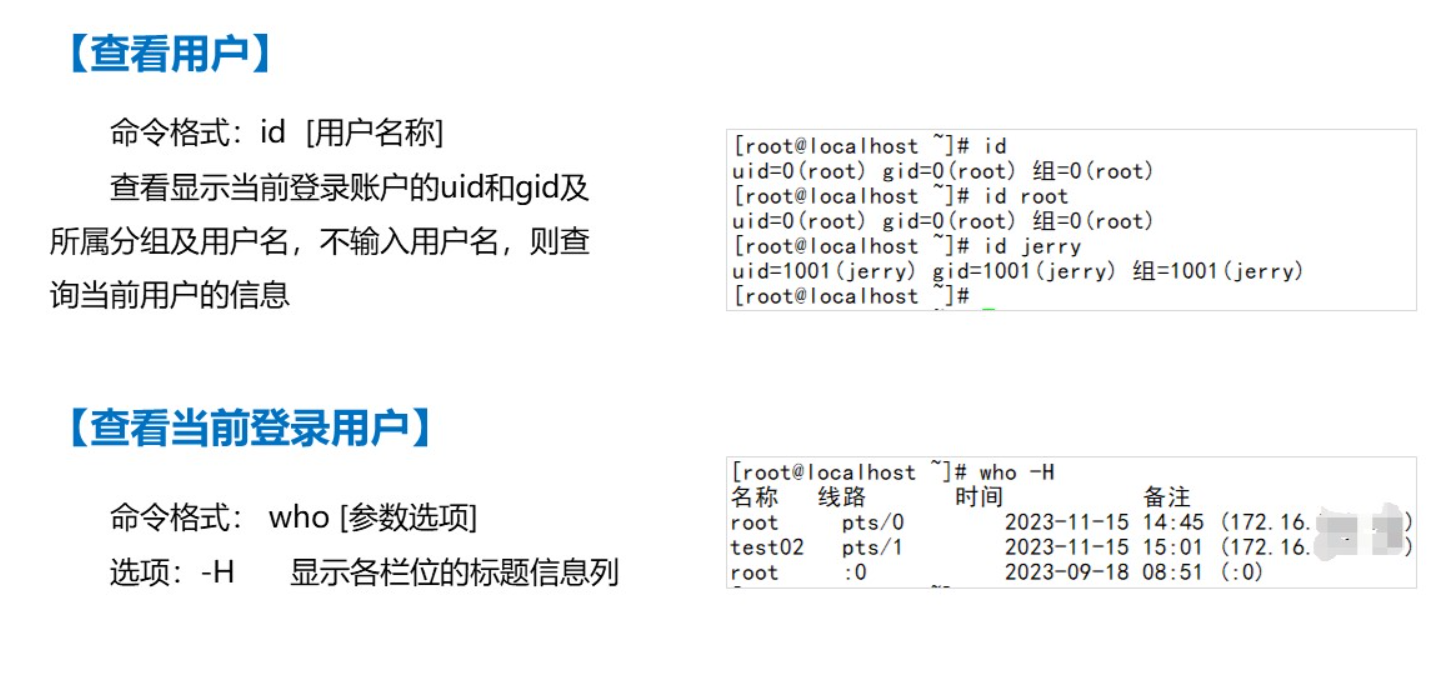 【查看用户】
命令格式：id [用户名称]
查看显示当前登录账户的uid和gid及
所属分组及用户名，不输入用户名，则查
询当前用户的信息
[root@localhost ~]# id
uid=0(root) gid=0(root) 组=0(root)
[root@localhost ~]# id root
uid=0(root) gid=0(root) 组=0(root)
[root@localhost ~]# id jerry
uid=1001(jerry) gid=1001(jerry) 组=1001(jerry)
[root@localhost ~]#
【查看当前登录用户】
命令格式： who [参数选项]
选项：-H 显示各栏位的标题信息列
[root@localhost ~]# who -H
名称 线路 时间 备注
root pts/0 2023-11-15 14:45 (172.16. )
test02 pts/1 2023-11-15 15:01 (172.16. )
root :0 2023-09-18 08:51 (:0)